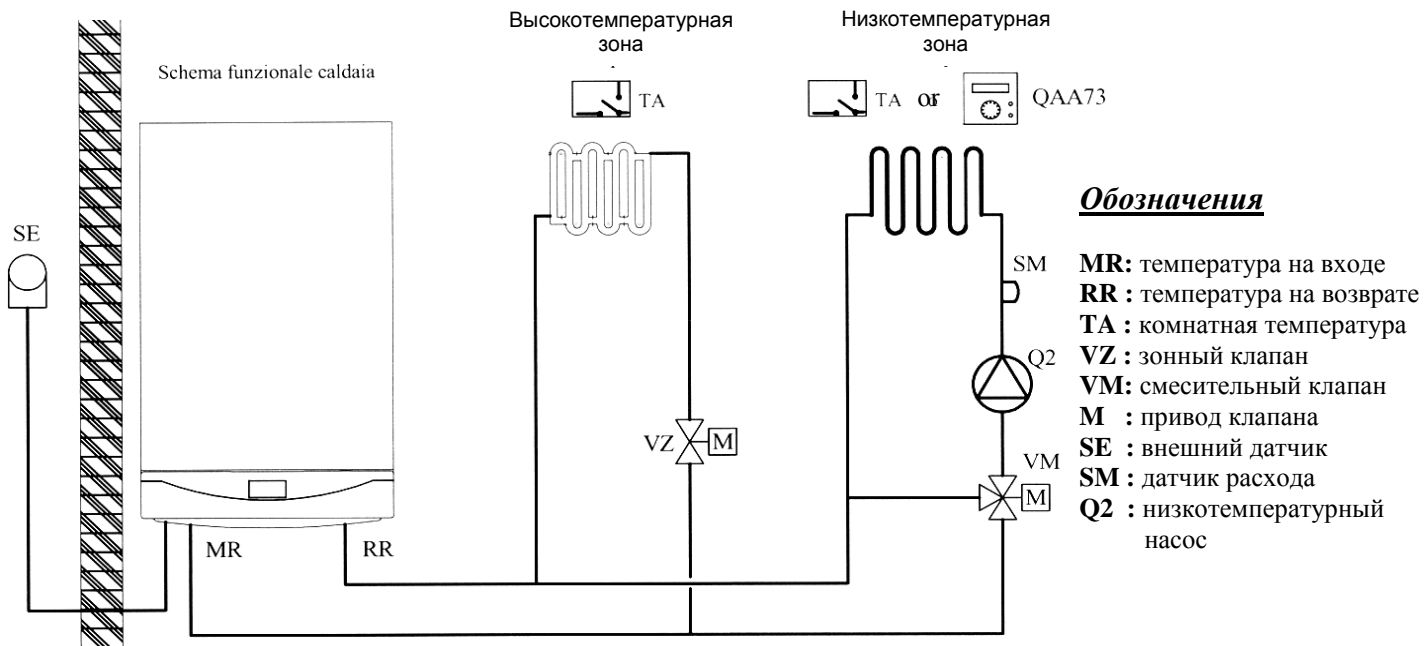 Высокотемпературная
зона
Низкотемпературная
зона
Schema funzionale caldaia
TA
TA or
QAA73
SE
Обозначения
MR: температура на входе
RR : температура на возврате
TA : комнатная температура
VZ : зонный клапан
VM: смесительный клапан
M : привод клапана
SE : внешний датчик
SM : датчик расхода
Q2 : низкотемпературный
насос
SM
Q2
VZ
M
VM
M
MR
RR